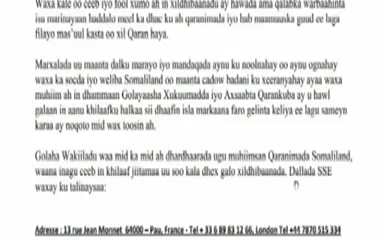 Waxa kale oo ceeb iyo fool xumo ah in xildhibaanadu ay hawada ama qalabka warbaahinta
isu marinayaan haddalo meel ka dhac ku ah qaranimada iyo hab maamuuska guud ee laga
filayo mas'uul kasta oo xil Qaran haya.
Marxalada uu maanta dalku marayo iyo mandaqada aynu ku noolnahay oo aynu ognahay
waxa ka socda iyo weliba Somaliland oo maanta cadow badani ku xeeranyahay ayaa waxa
muhiim ah in dhammaan Golayaasha Xukuumadda iyo Axsaabta Qarankuba ay u hawl
galaan in aanu khilaafku halkaa sii dhaafin isla markaana faro gelinta keliya ee lagu sameyn
karaa ay noqoto mid wax toosin ah.
Golaha Wakiiladu waa mid ka mid ah dhardhaarada ugu muhiimsan Qaranimada Somaliland,
waana inagu ceeb in khilaaf jiitamaa uu soo kala dhex galo xildhibaanada. Dallada SSE
waxay ku talinaysaa:
Adresse : 13 rue Jean Monnet 64000 – Pau, France - Tel + 33 6 89 83 12 66, London Tel +44 7870 515 334